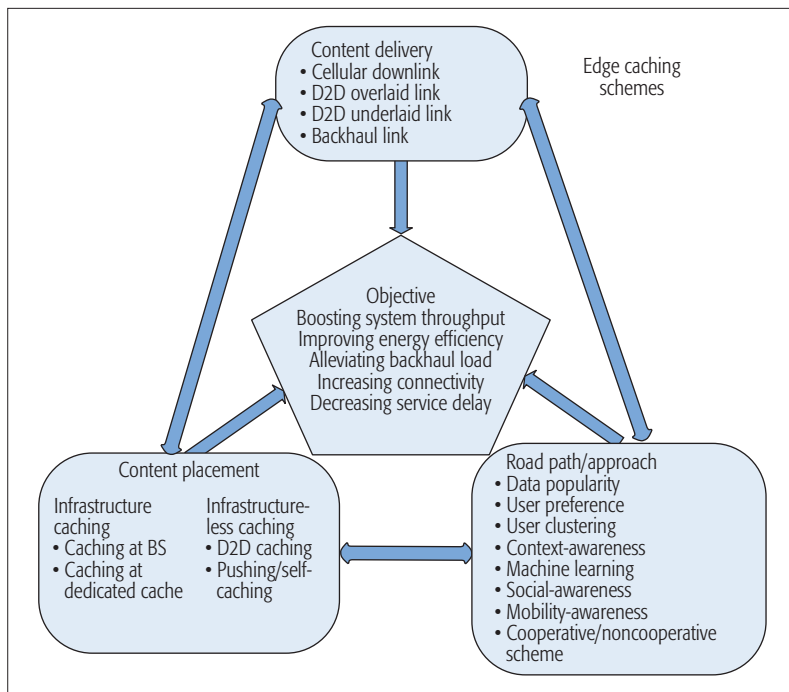 Content delivery
• Cellular downlink
• D2D overlaid link
• D2D underlaid link
• Backhaul link
Edge caching
schemes
Objective
Boosting system throughput
Improving energy efficiency
Alleviating backhaul load
Increasing connectivity
Decreasing service delay
Content placement
Infrastructure
caching
• Caching at BS
• Caching at
dedicated cache
Infrastructure-
less caching
• D2D caching
• Pushing/self-
caching
Road path/approach
• Data popularity
• User preference
• User clustering
• Context-awareness
• Machine learning
• Social-awareness
• Mobility-awareness
• Cooperative/noncooperative
scheme